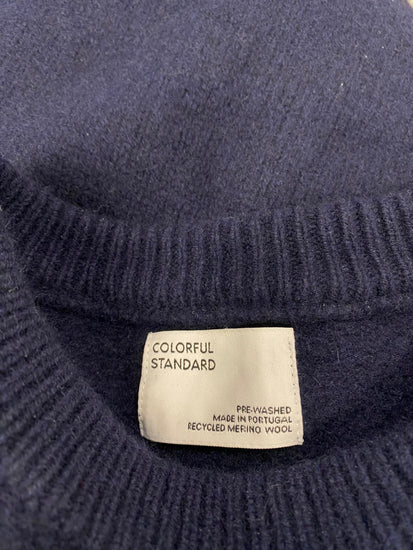 COLORFUL
STANDARD
PRE-WASHED
MADE IN PORTUGAL
RECYCLED MERINO WOOL